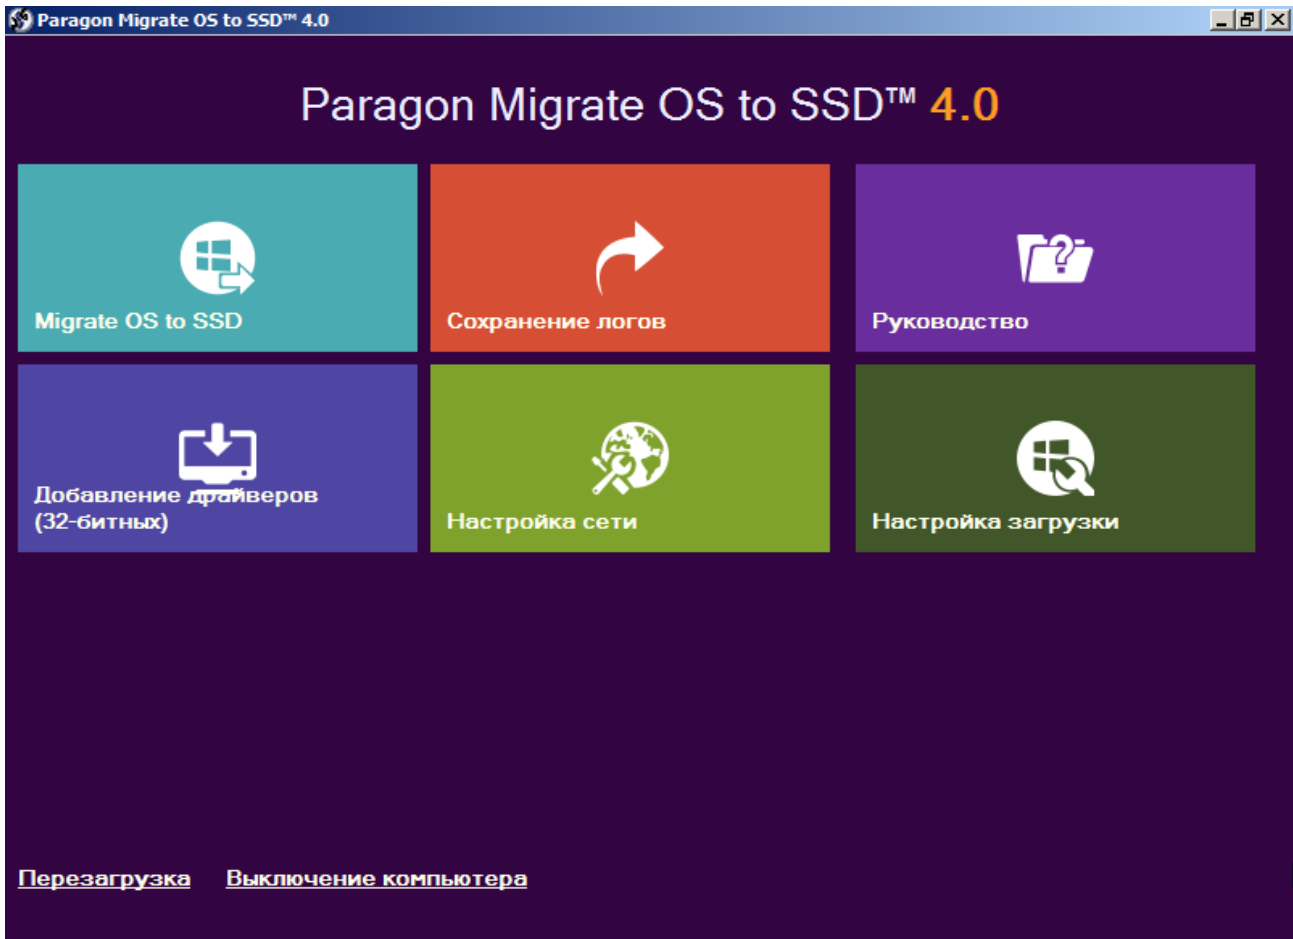 Paragon Migrate OS to SSD™ 4.0
Paragon Migrate OS to SSD™ 4.0
Migrate OS to SSD
Сохранение логов
Руководство
Добавление драйверов
(32-битных)
Настройка сети
Настройка загрузки
Перезагрузка
Выключение компьютера